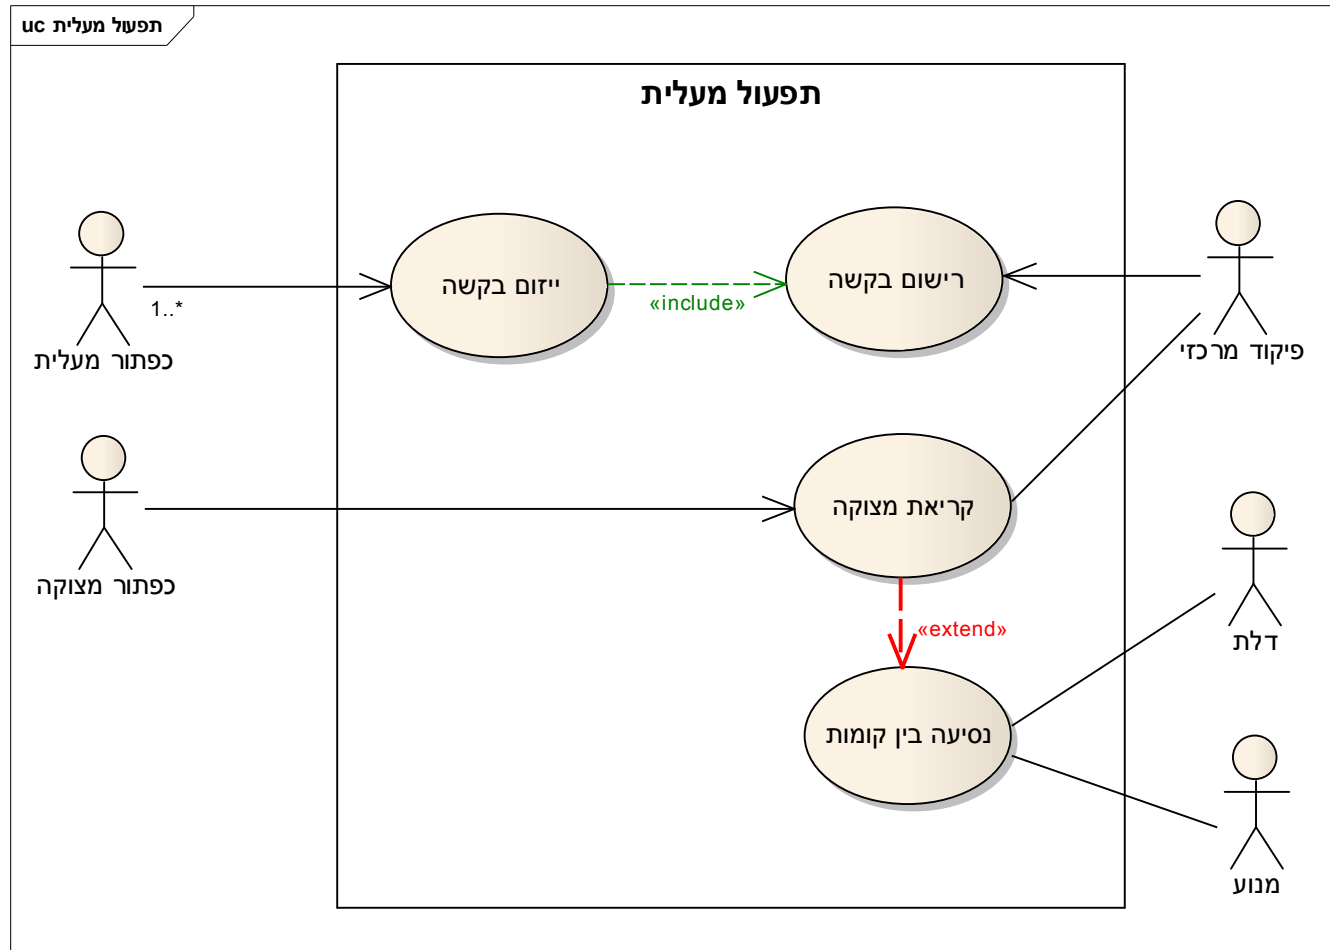 uc תפעול מעלית
תפעול מעלית
ייזום בקשה
רישום בקשה
«include»
1..*
כפתור מעלית
פיקוד מרכזי
קריאת מצוקה
כפתור מצוקה
«extend»
דלת
נסיעה בין קומות
מנוע